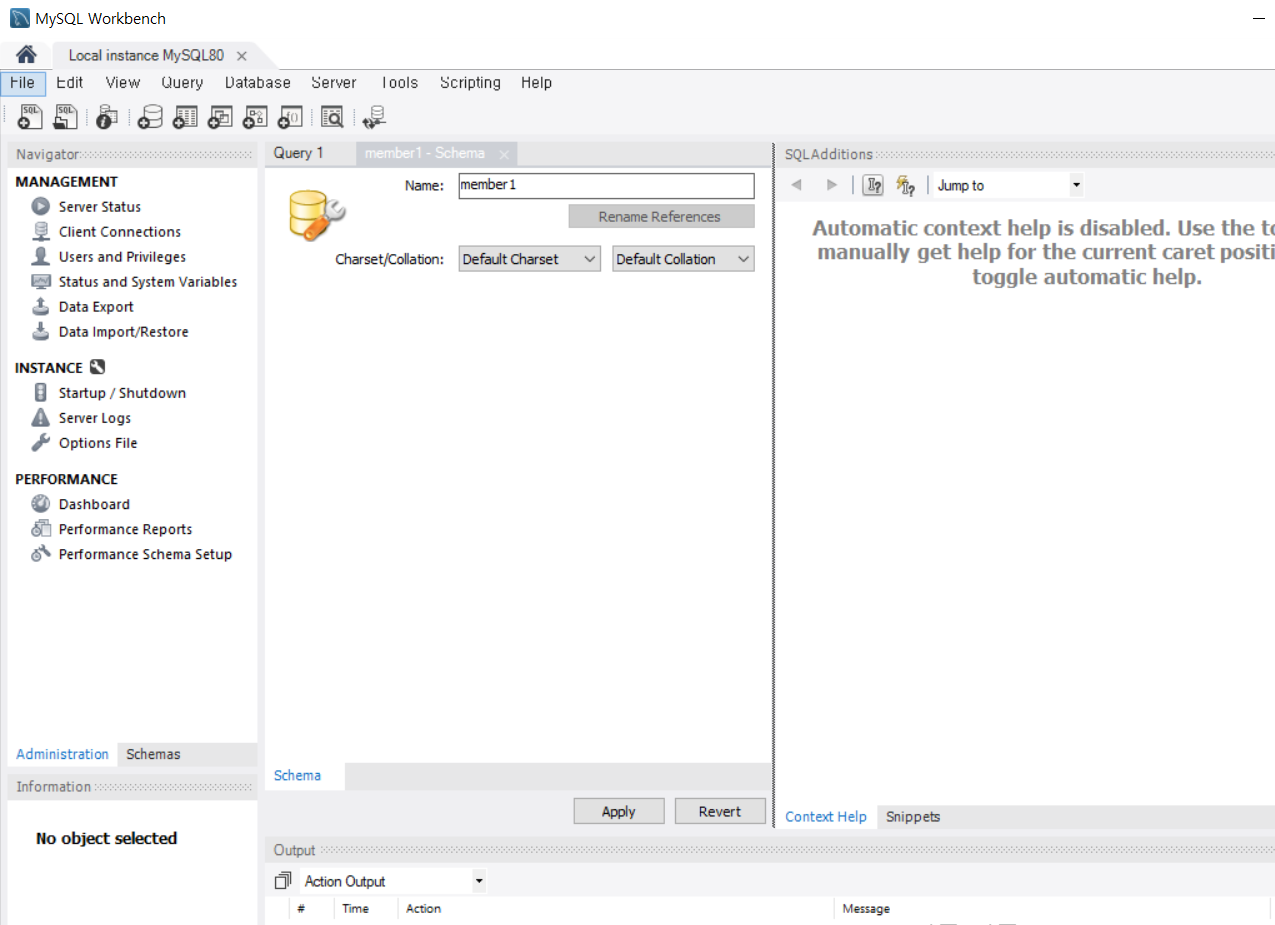 MySQL Workbench
Local instance MySQL80
File Edit View Query Database Server Tools Scripting Help
Navigator
MANAGEMENT
Server Status
Client Connections
Users and Privileges
Status and System Variables
Data Export
Data Import/Restore
INSTANCE
Startup / Shutdown
Server Logs
Options File
PERFORMANCE
Dashboard
Performance Reports
Performance Schema Setup
Administration Schemas
Information
No object selected
Query 1 member1 - Schema
Name: member1
Rename References
Charset/Collation: Default Charset Default Collation
Schema
Apply Revert
SQLAdditions
Jump to
Automatic context help is disabled. Use the
manually get help for the current caret
toggle automatic help.
Context Help Snippets
Output
Action Output
# Time Action Message